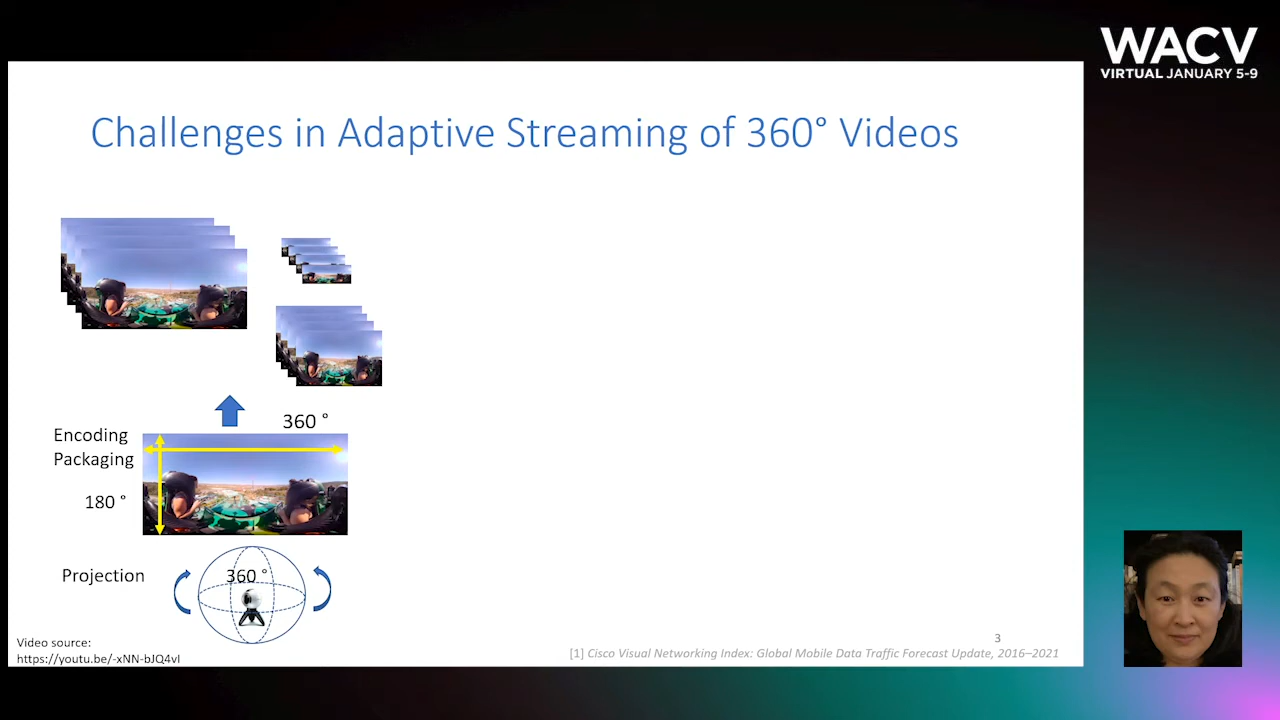 WACV
VIRTUAL JANUARY 5-9
Challenges in Adaptive Streaming of 360° Videos
360 °
Encoding
Packaging
180 °
Projection
360 °
Video source:
https://youtu.be/-xNN-bJQ4vI
3
[1] Cisco Visual Networking Index: Global Mobile Data Traffic Forecast Update, 2016–2021